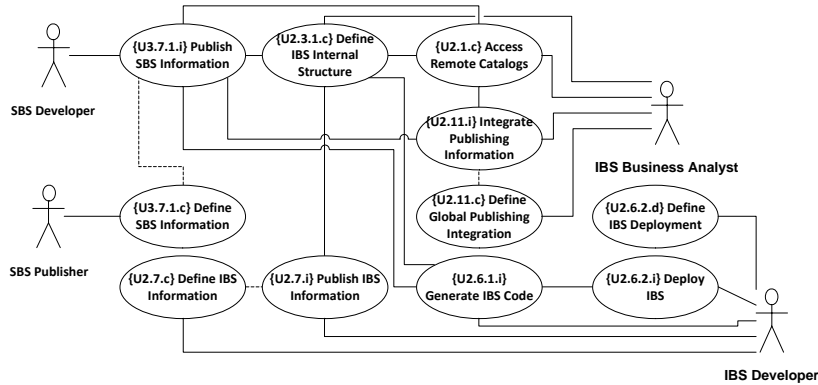 {U3.7.1.i} Publish
SBS Information
{U2.3.1.c} Define
IBS Internal
Structure
{U2.1.c} Access
Remote Catalogs
SBS Developer
{U2.11.i} Integrate
Publishing
Information
IBS Business Analyst
{U3.7.1.c} Define
SBS Information
{U2.11.c} Define
Global Publishing
Integration
{U2.6.2.d} Define
IBS Deployment
SBS Publisher
{U2.7.c} Define IBS
Information
{U2.7.i} Publish IBS
Information
{U2.6.1.i}
Generate IBS Code
{U2.6.2.i} Deploy
IBS
IBS Developer